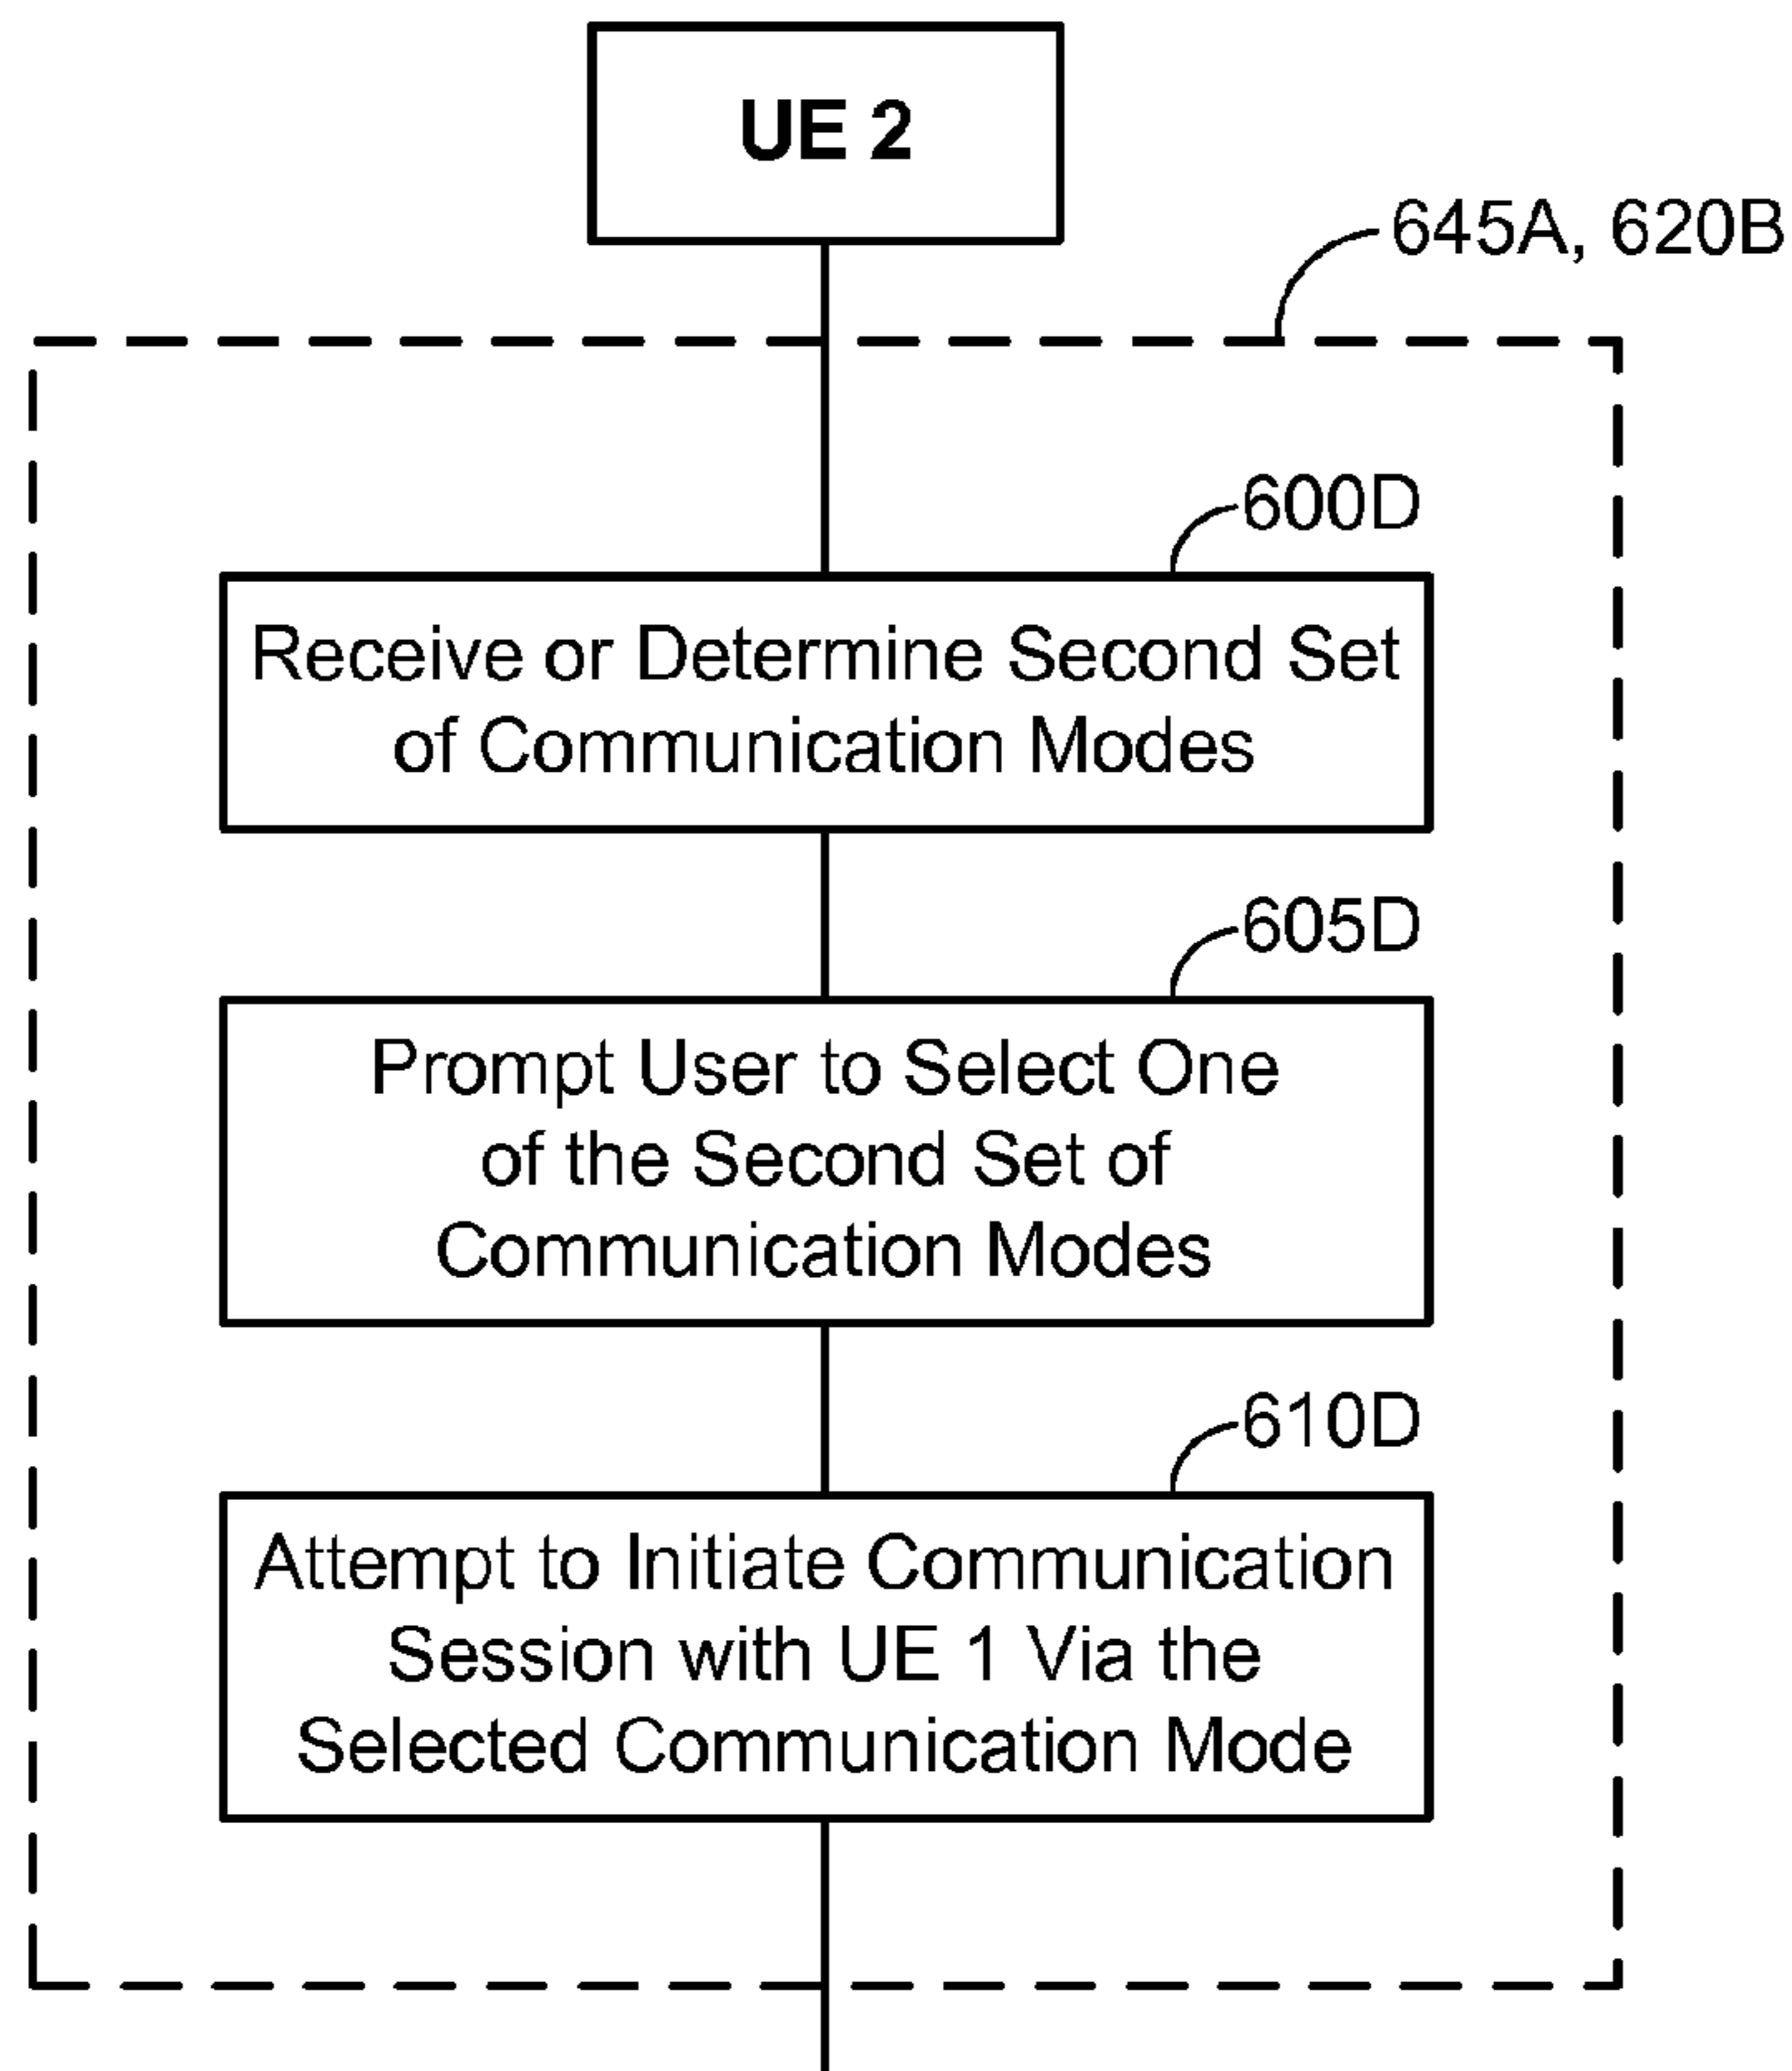 UE 2
645A, 620B
600D
Receive or Determine Second Set
of Communication Modes
605D
Prompt User to Select One
of the Second Set of
Communication Modes
610D
Attempt to Initiate Communication
Session with UE 1 Via the
Selected Communication Mode